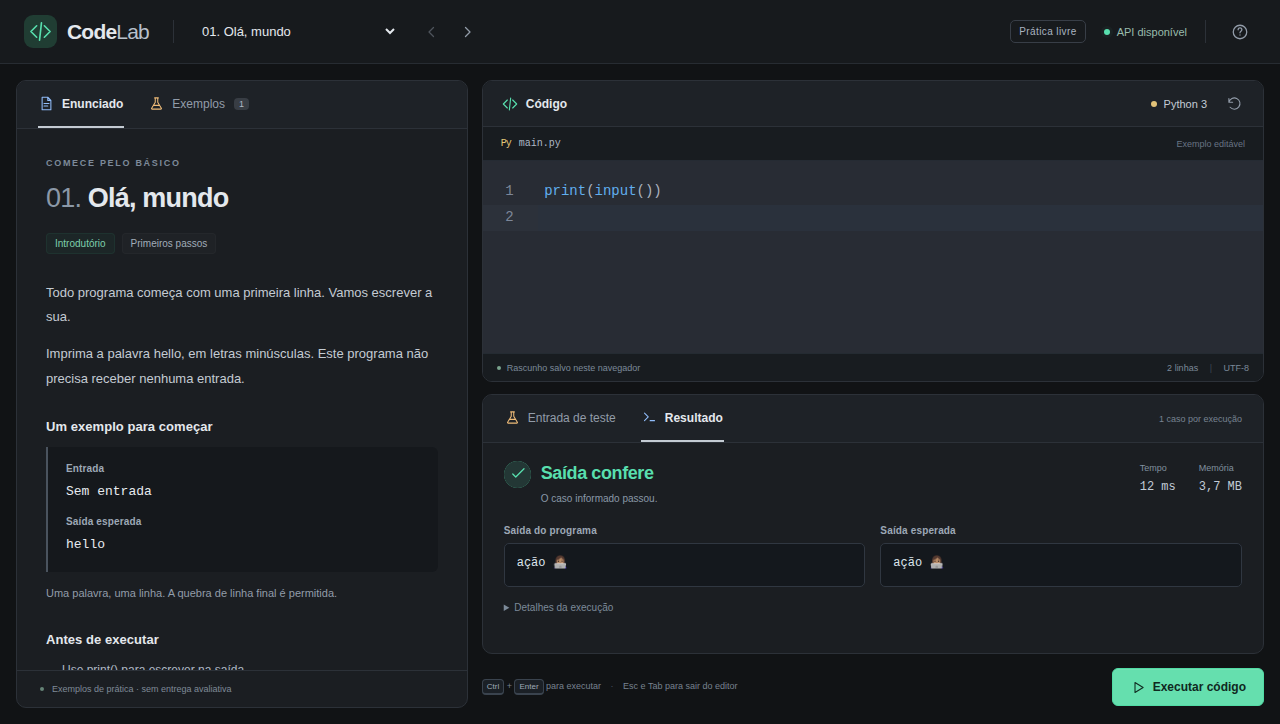 CodeLab
01. Olá, mundo
Prática livre
API disponível
Enunciado
Exemplos 1
COMECE PELO BÁSICO
01. Olá, mundo
Introdutório
Primeiros passos
Todo programa começa com uma primeira linha. Vamos escrever a
sua.
Imprima a palavra hello, em letras minúsculas. Este programa não
precisa receber nenhuma entrada.
Um exemplo para começar
Entrada
Sem entrada
Saída esperada
hello
Uma palavra, uma linha. A quebra de linha final é permitida.
Antes de executar
Use print() para escrever na saída
Exemplos de prática · sem entrega avaliativa
Código
Python 3
Py main.py
Exemplo editável
1 print(input())
2
Rascunho salvo neste navegador
2 linhas | UTF-8
Entrada de teste
Resultado
1 caso por execução
Saída confere
O caso informado passou.
Tempo
12 ms
Memória
3,7 MB
Saída do programa
ação 👩🏽‍💻
Saída esperada
ação 👩🏽‍💻
Detalhes da execução
Ctrl + Enter para executar · Esc e Tab para sair do editor
Executar código